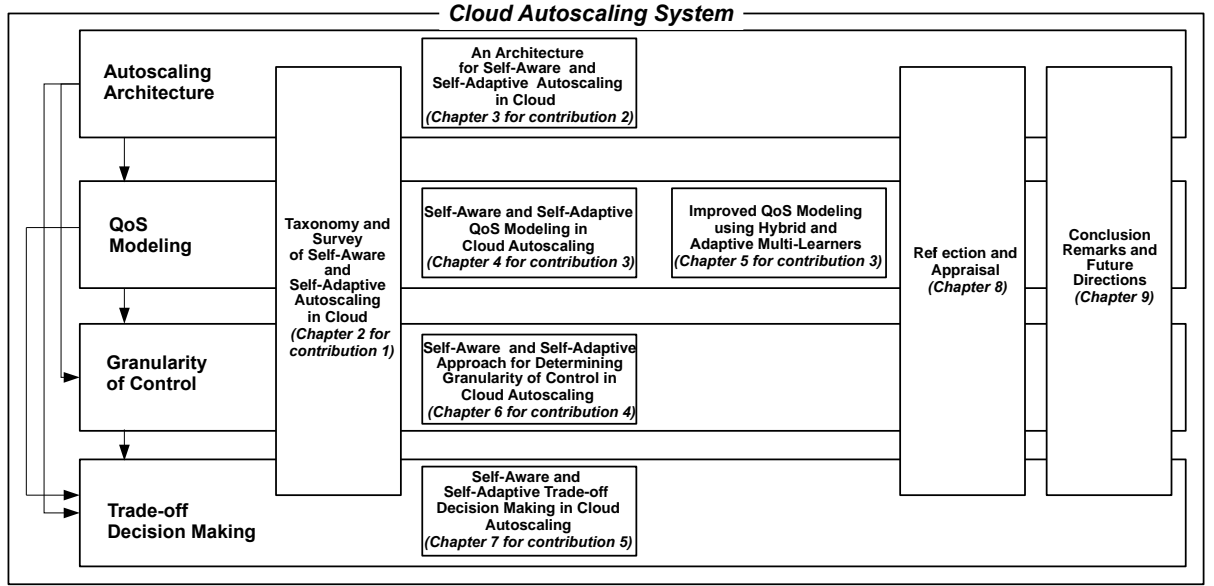 Cloud Autoscaling System
Autoscaling
Architecture
An Architecture
for Self-Aware and
Self-Adaptive Autoscaling
in Cloud
(Chapter 3 for contribution 2)
QoS
Modeling
Taxonomy and
Survey
of Self-Aware
and
Self-Adaptive
Autoscaling
in Cloud
(Chapter 2 for
contribution 1)
Self-Aware and Self-Adaptive
QoS Modeling in
Cloud Autoscaling
(Chapter 4 for contribution 3)
Improved QoS Modeling
using Hybrid and
Adaptive Multi-Learners
(Chapter 5 for contribution 3)
Ref ection and
Appraisal
(Chapter 8)
Conclusion
Remarks and
Future
Directions
(Chapter 9)
Granularity
of Control
Self-Aware and Self-Adaptive
Approach for Determining
Granularity of Control in
Cloud Autoscaling
(Chapter 6 for contribution 4)
Trade-off
Decision Making
Self-Aware and
Self-Adaptive Trade-off
Decision Making in Cloud
Autoscaling
(Chapter 7 for contribution 5)